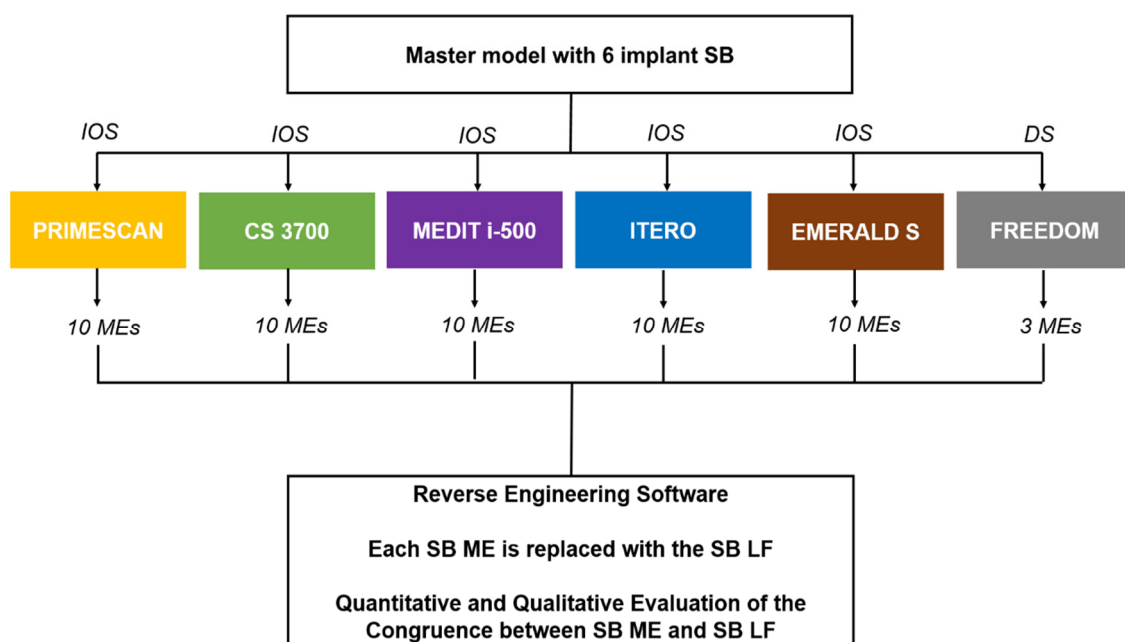 Master model with 6 implant SB
IOS IOS IOS IOS IOS DS
PRIMESCAN CS 3700 MEDIT i-500 ITERO EMERALD S FREEDOM
10 MEs 10 MEs 10 MEs 10 MEs 10 MEs 3 MEs
Reverse Engineering Software
Each SB ME is replaced with the SB LF
Quantitative and Qualitative Evaluation of the
Congruence between SB ME and SB LF